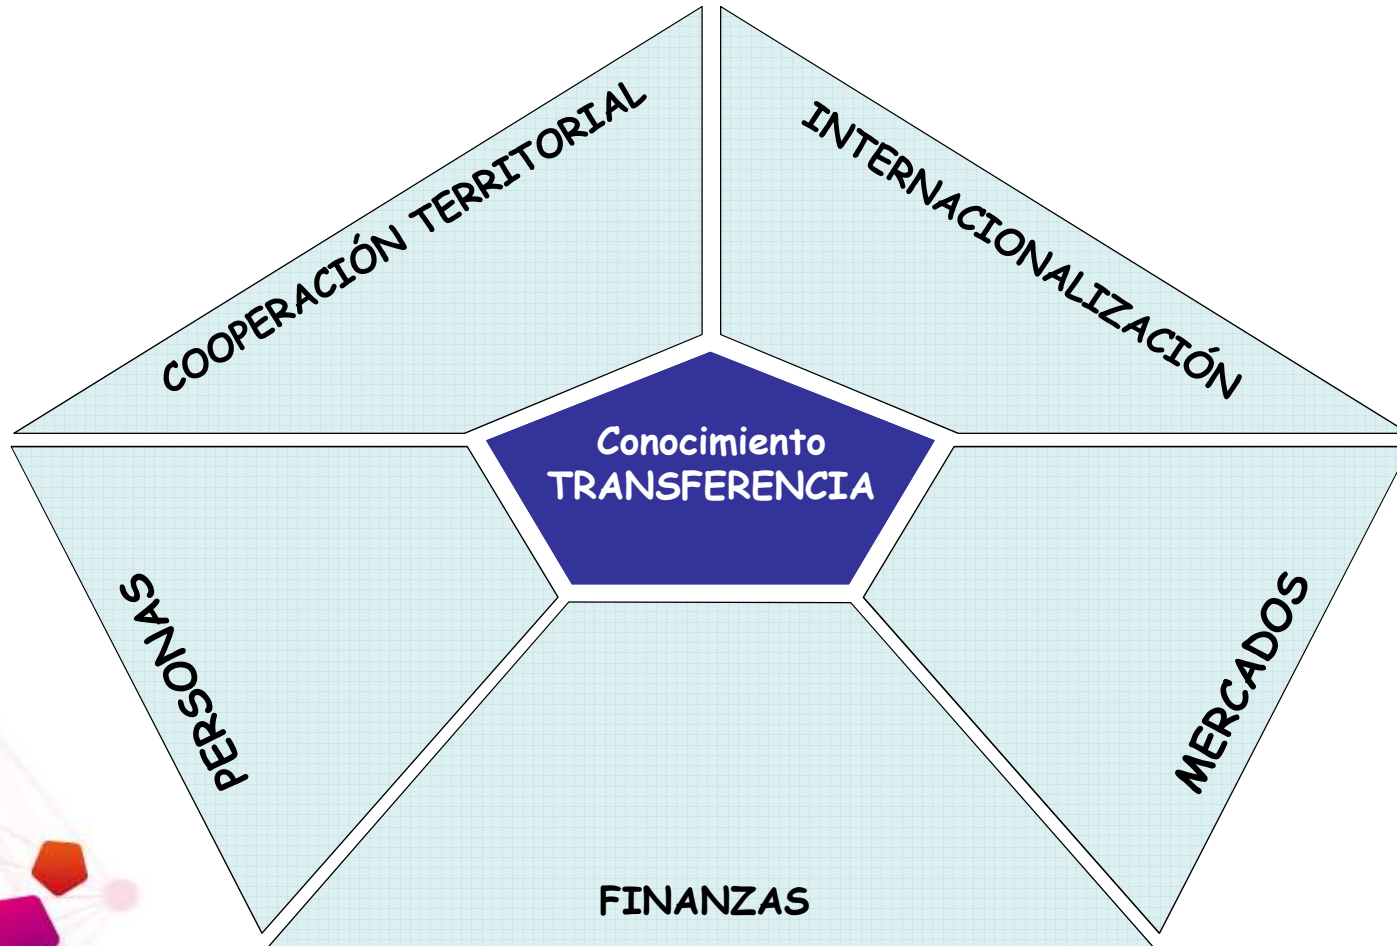 COOPERACIÓN TERRITORIAL
INTERNACIONALIZACIÓN
Conocimiento
TRANSFERENCIA
PERSONAS
MERCADOS
FINANZAS